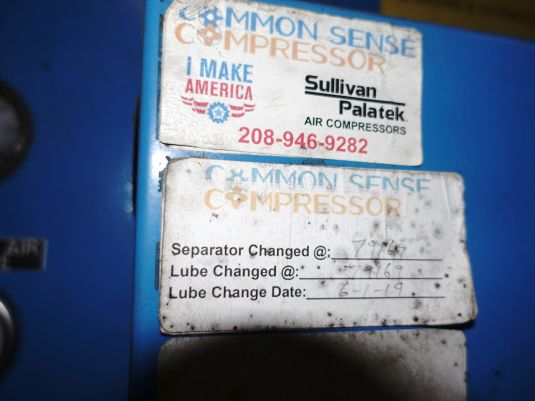 COMMON SENSE
COMPRESSOR
I MAKE
AMERICA
Sullivan
Palatek
AIR COMPRESSORS
208-946-9282
COMMON SENSE
COMPRESSOR
Separator Changed @:
Lube Changed @: 79169
Lube Change Date: 6-1-19
AIR